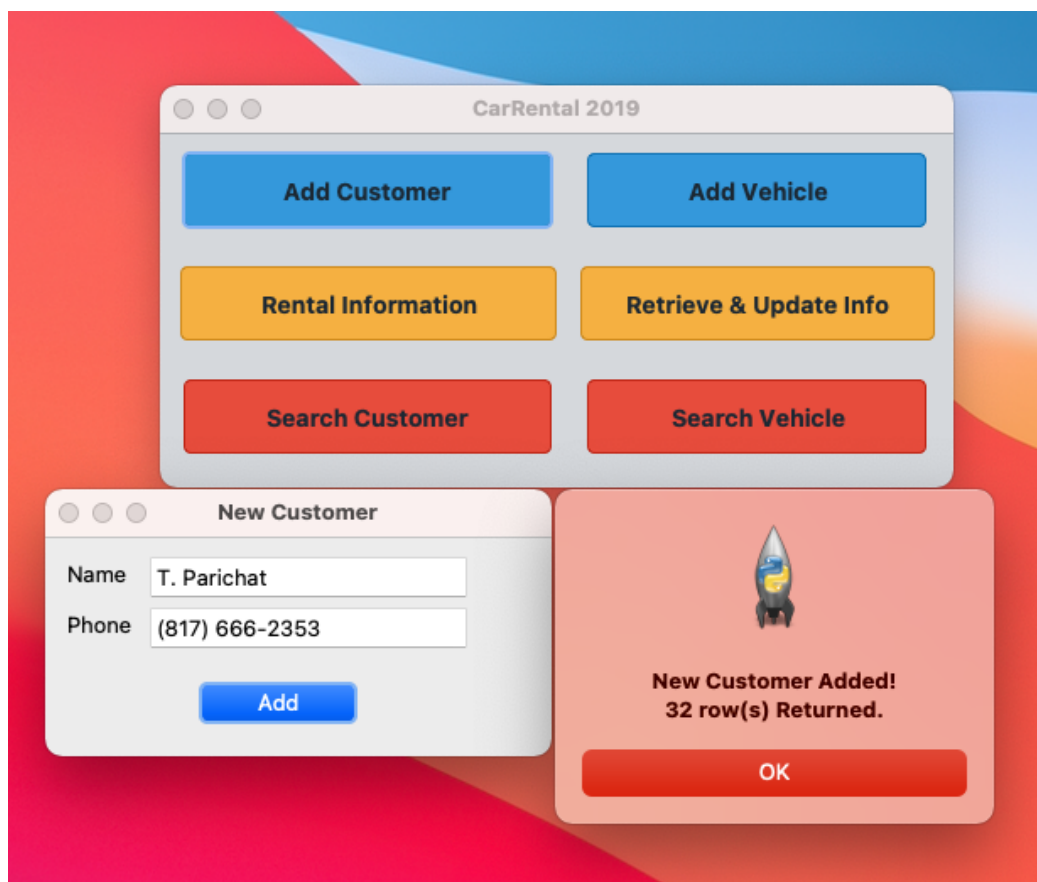 CarRental 2019
Add Customer
Add Vehicle
Rental Information
Retrieve & Update Info
Search Customer
Search Vehicle
New Customer
Name
T. Parichat
Phone
(817) 666-2353
Add
New Customer Added!
32 row(s) Returned.
OK